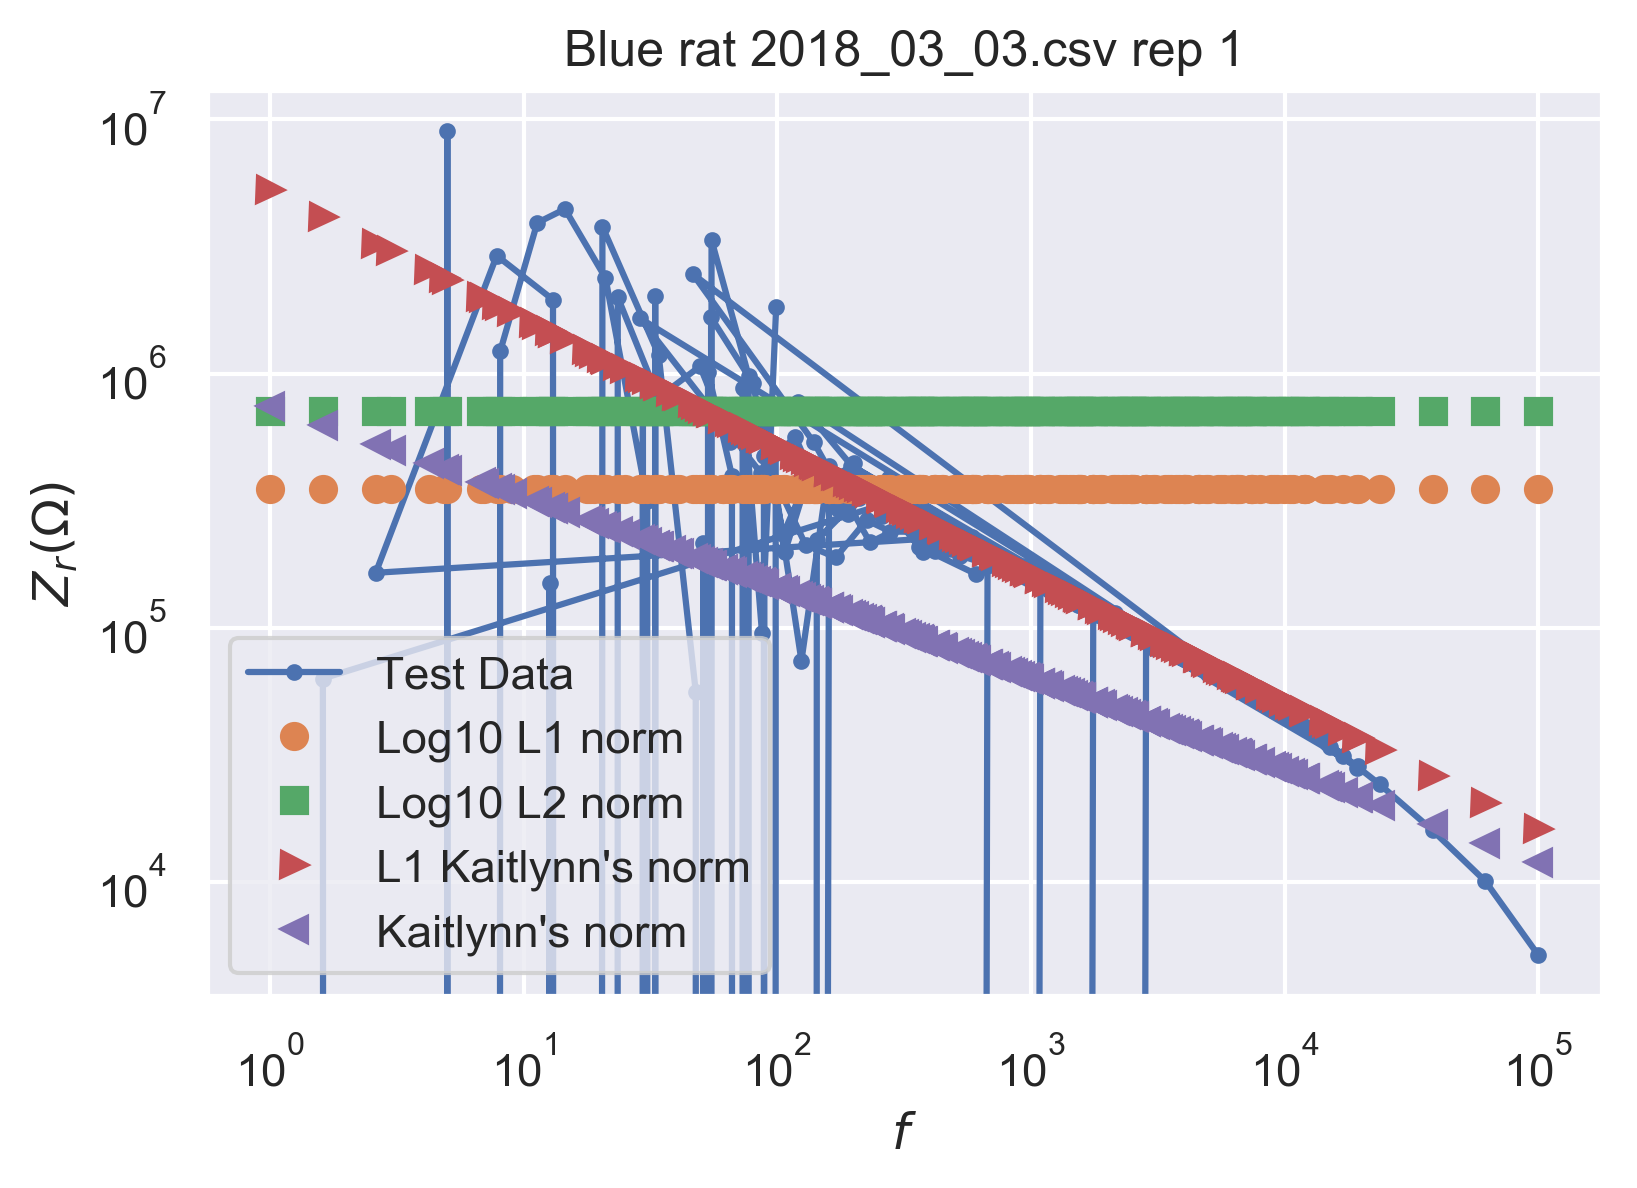 Blue rat 2018_03_03.csv rep 1
10^7
10^6
10^5
10^4
Z_r(Ω)
Test Data
Log10 L1 norm
Log10 L2 norm
L1 Kaitlynn's norm
Kaitlynn's norm
10^0 10^1 10^2 10^3 10^4 10^5
f